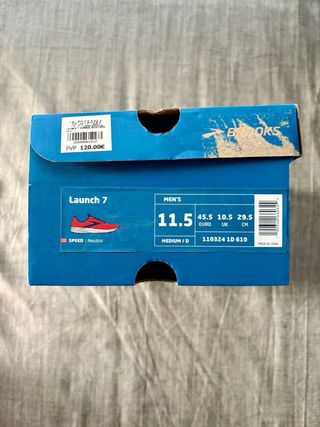 PVP 120.00€
BROOKS
Launch 7
SPEED | Neutral
MEN'S
11.5
45.5 10.5 29.5
EURO UK CM
MEDIUM / D
110324 1D 610